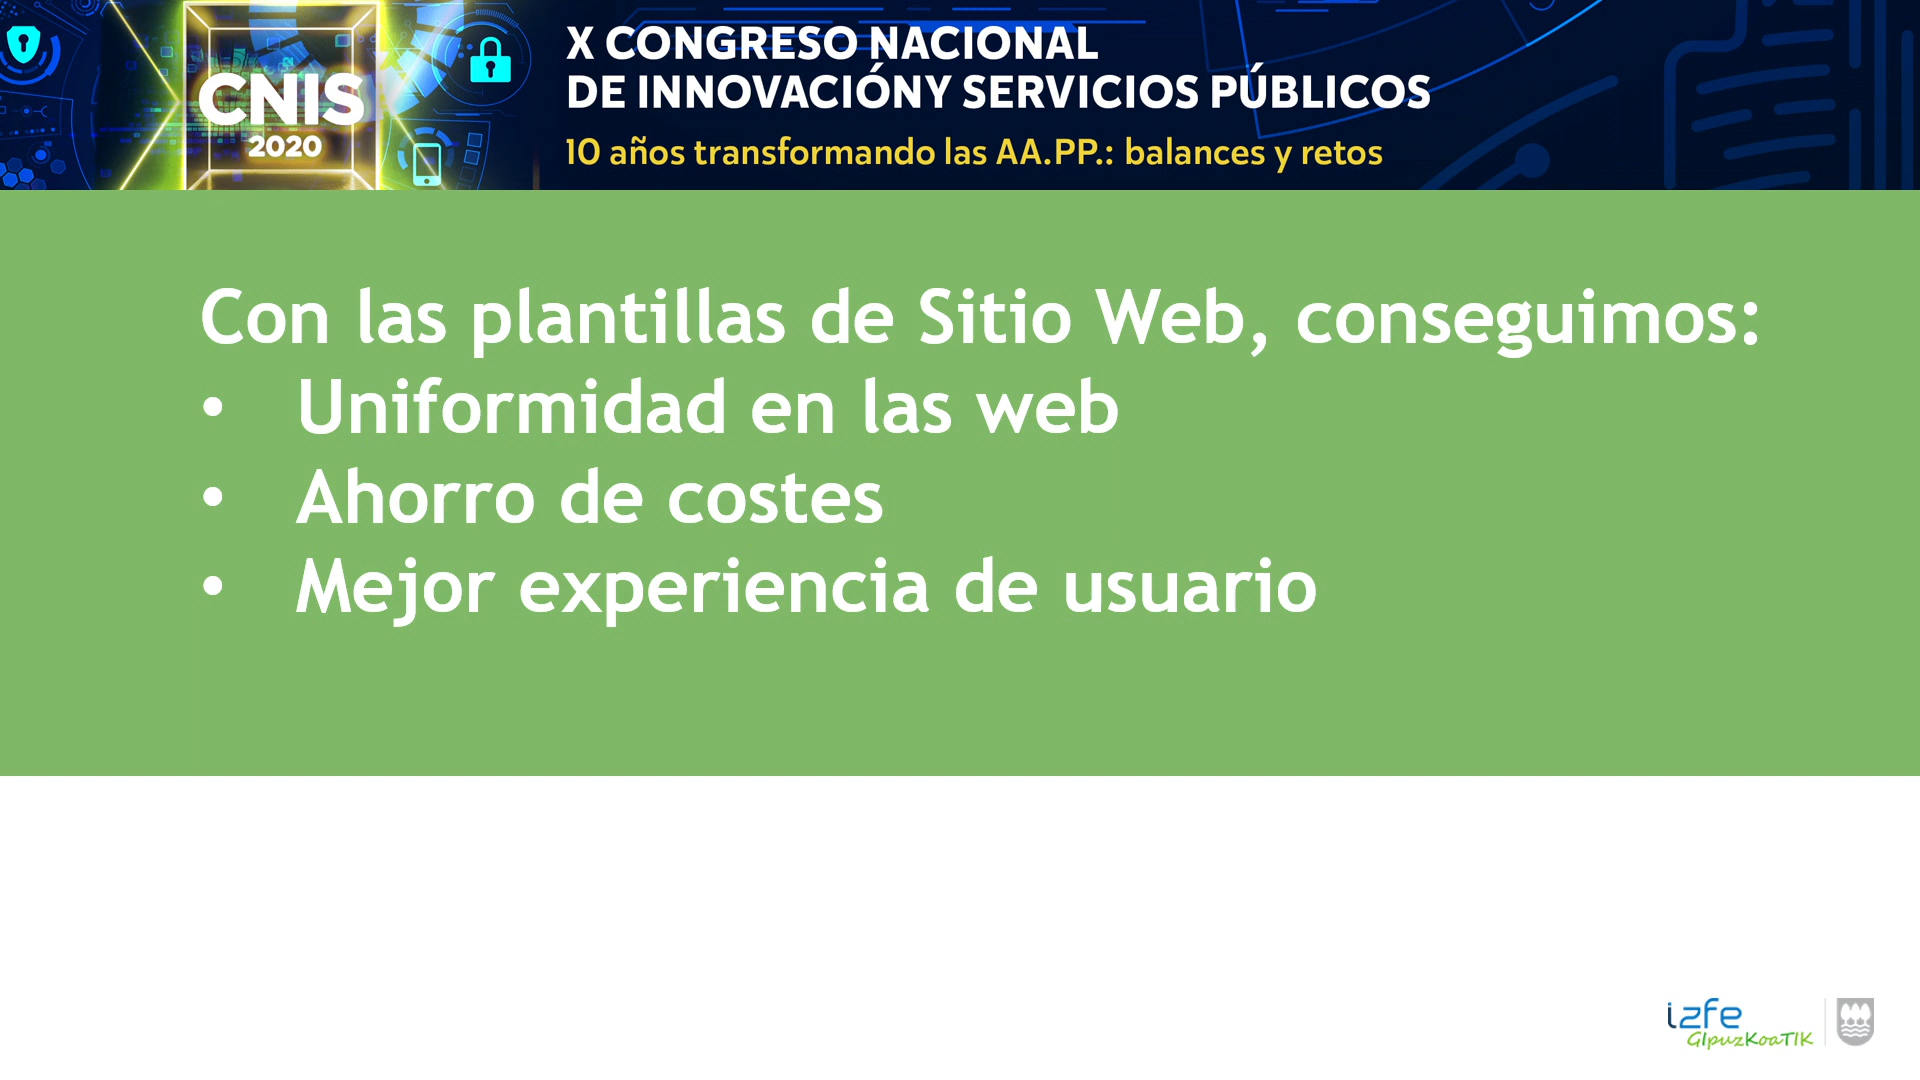 CNIS
2020
X CONGRESO NACIONAL
DE INNOVACIÓNY SERVICIOS PÚBLICOS
10 años transformando las AA.PP.: balances y retos
Con las plantillas de Sitio Web, conseguimos:
• Uniformidad en las web
• Ahorro de costes
• Mejor experiencia de usuario
izfe
GIpuzKoaTIK